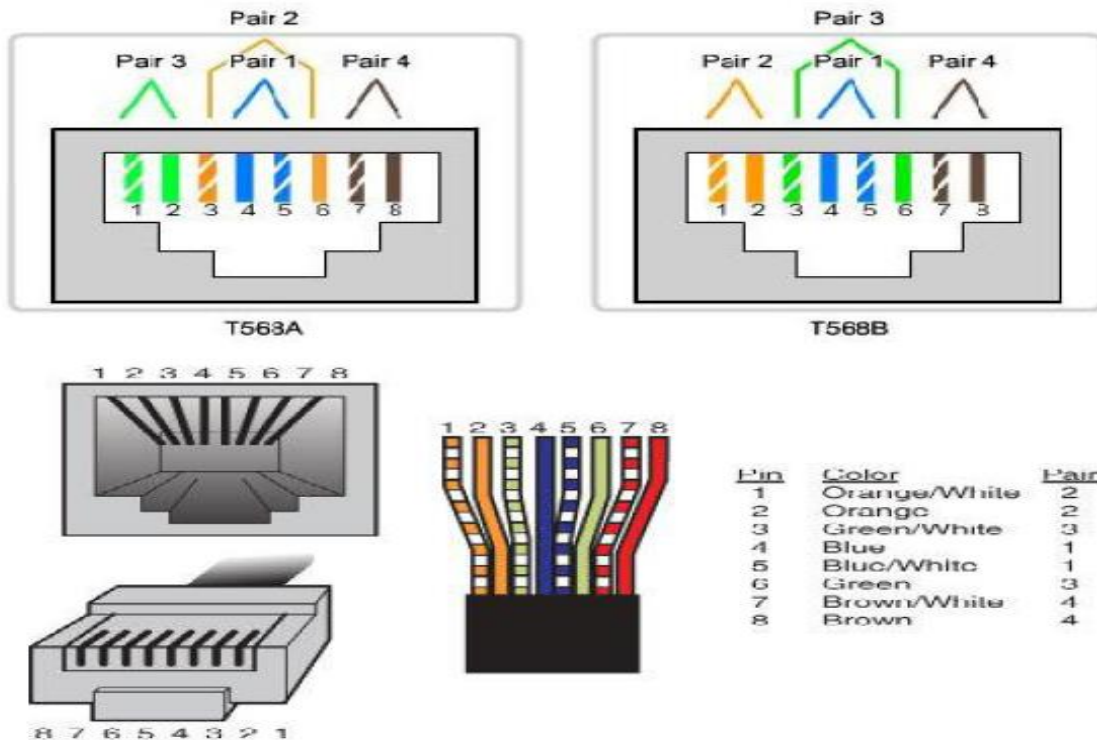 Pair 2
Pair 3 Pair 1 Pair 4
1 2 3 4 5 6 7 8
T568A
Pair 3
Pair 2 Pair 1 Pair 4
1 2 3 4 5 6 7 8
T568B
1 2 3 4 5 6 7 8
8 7 6 5 4 3 2 1
1 2 3 4 5 6 7 8
Pin Color Pair
1 Orange/White 2
2 Orange 2
3 Green/White 3
4 Blue 1
5 Blue/White 1
6 Green 3
7 Brown/White 4
8 Brown 4